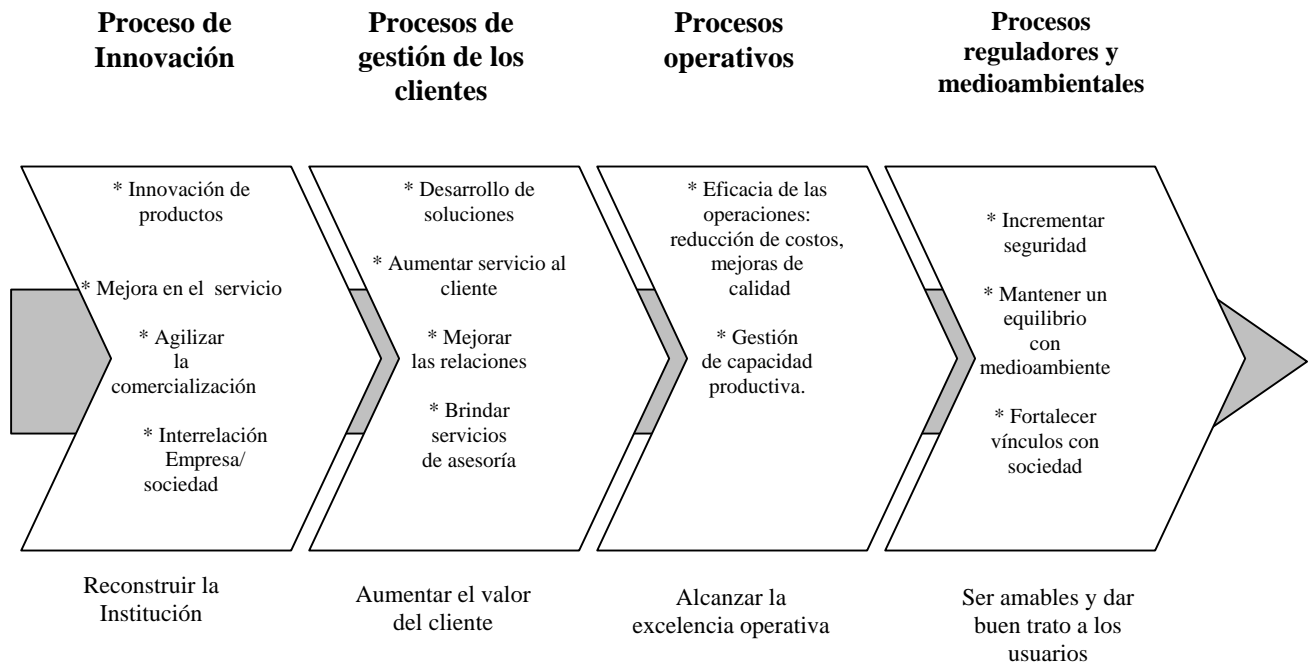 Proceso de
Innovación
Procesos de
gestión de los
clientes
Procesos
operativos
Procesos
reguladores y
medioambientales
* Innovación de
productos
* Mejora en el servicio
* Agilizar
la
comercialización
* Interrelación
Empresa/
sociedad
* Desarrollo de
soluciones
* Aumentar servicio al
cliente
* Mejorar
las relaciones
* Brindar
servicios
de asesoría
* Eficacia de las
operaciones:
reducción de costos,
mejoras de
calidad
* Gestión
de capacidad
productiva.
* Incrementar
seguridad
* Mantener un
equilibrio
con
medioambiente
* Fortalecer
vínculos con
sociedad
Reconstruir la
Institución
Aumentar el valor
del cliente
Alcanzar la
excelencia operativa
Ser amables y dar
buen trato a los
usuarios